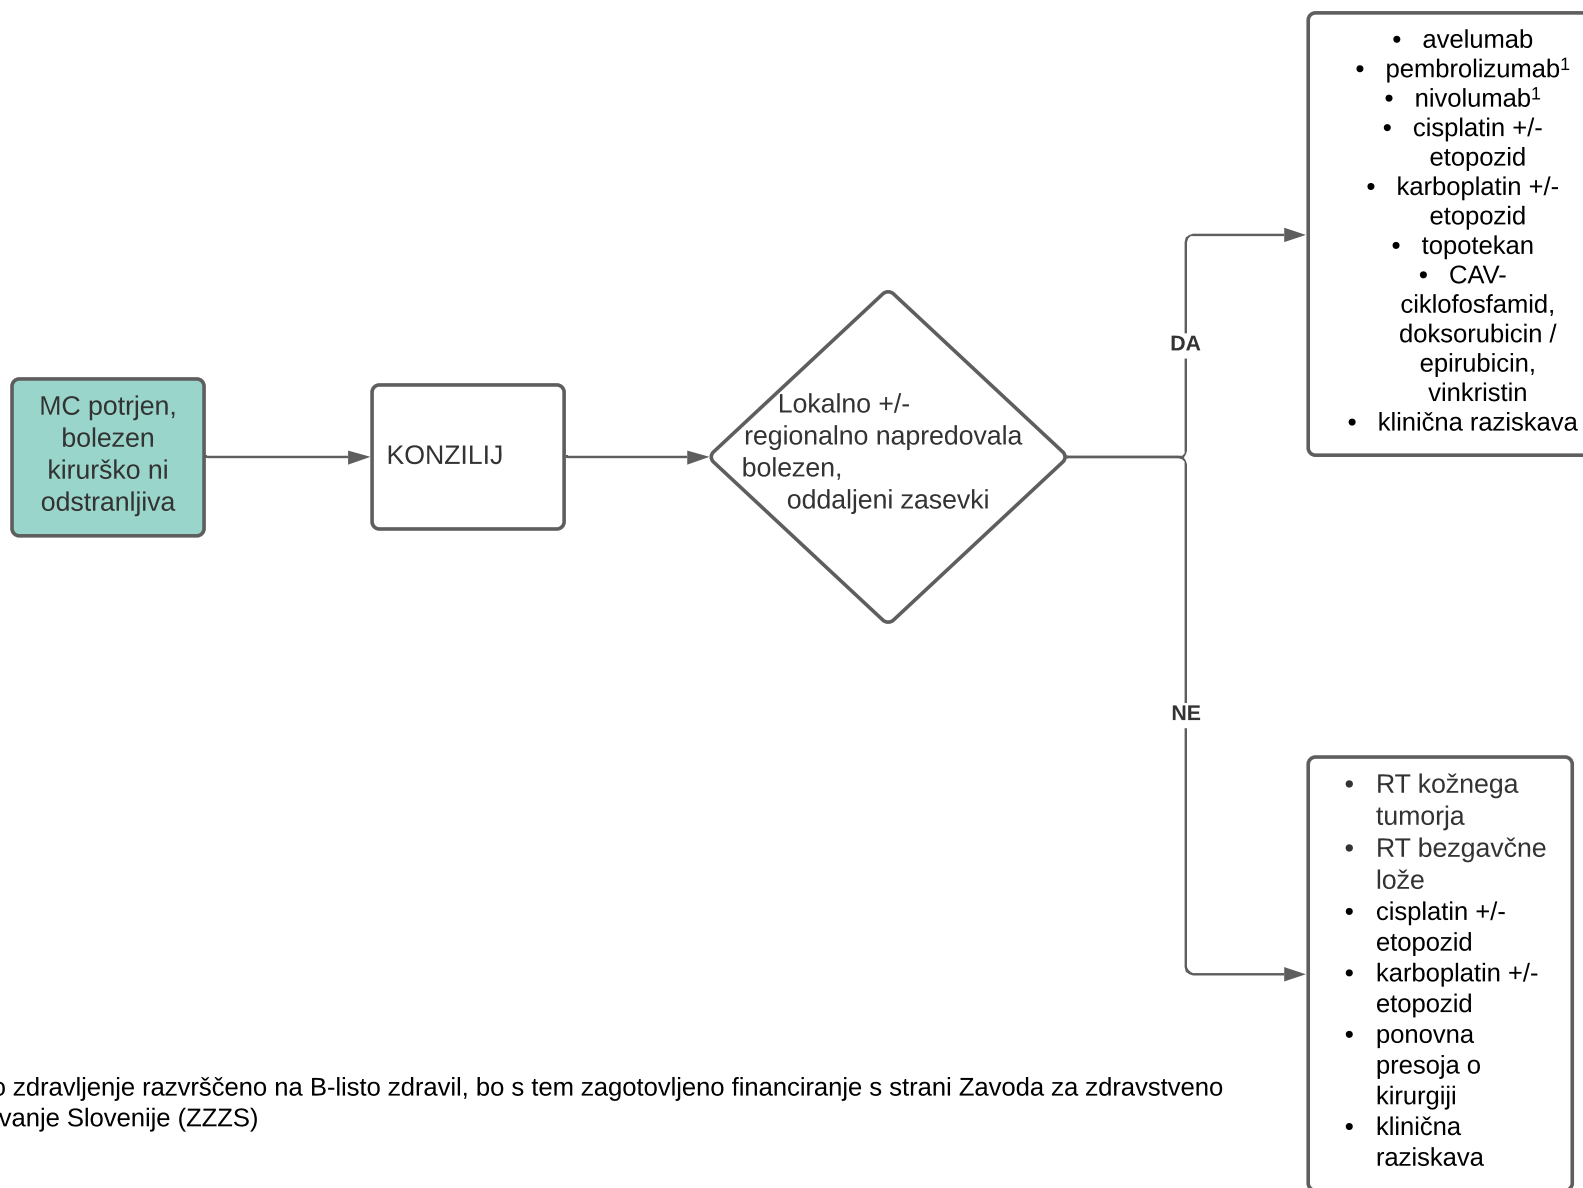 MC potrjen,
bolezen
kirurško ni
odstranljiva
KONZILIJ
Lokalno +/-
regionalno napredovala
bolezen,
oddaljeni zasevki
DA
• avelumab
• pembrolizumab¹
• nivolumab¹
• cisplatin +/-
etopozid
• karboplatin +/-
etopozid
• topotekan
• CAV-
ciklofosfamid,
doksorubicin /
epirubicin,
vinkristin
• klinična raziskava
NE
• RT kožnega
tumorja
• RT bezgavčne
lože
• cisplatin +/-
etopozid
• karboplatin +/-
etopozid
• ponovna
presoja o
kirurgiji
• klinična
raziskava
zdravljenje razvrščeno na B-listo zdravil, bo s tem zagotovljeno financiranje s strani Zavoda za zdravstveno
vanje Slovenije (ZZZS)